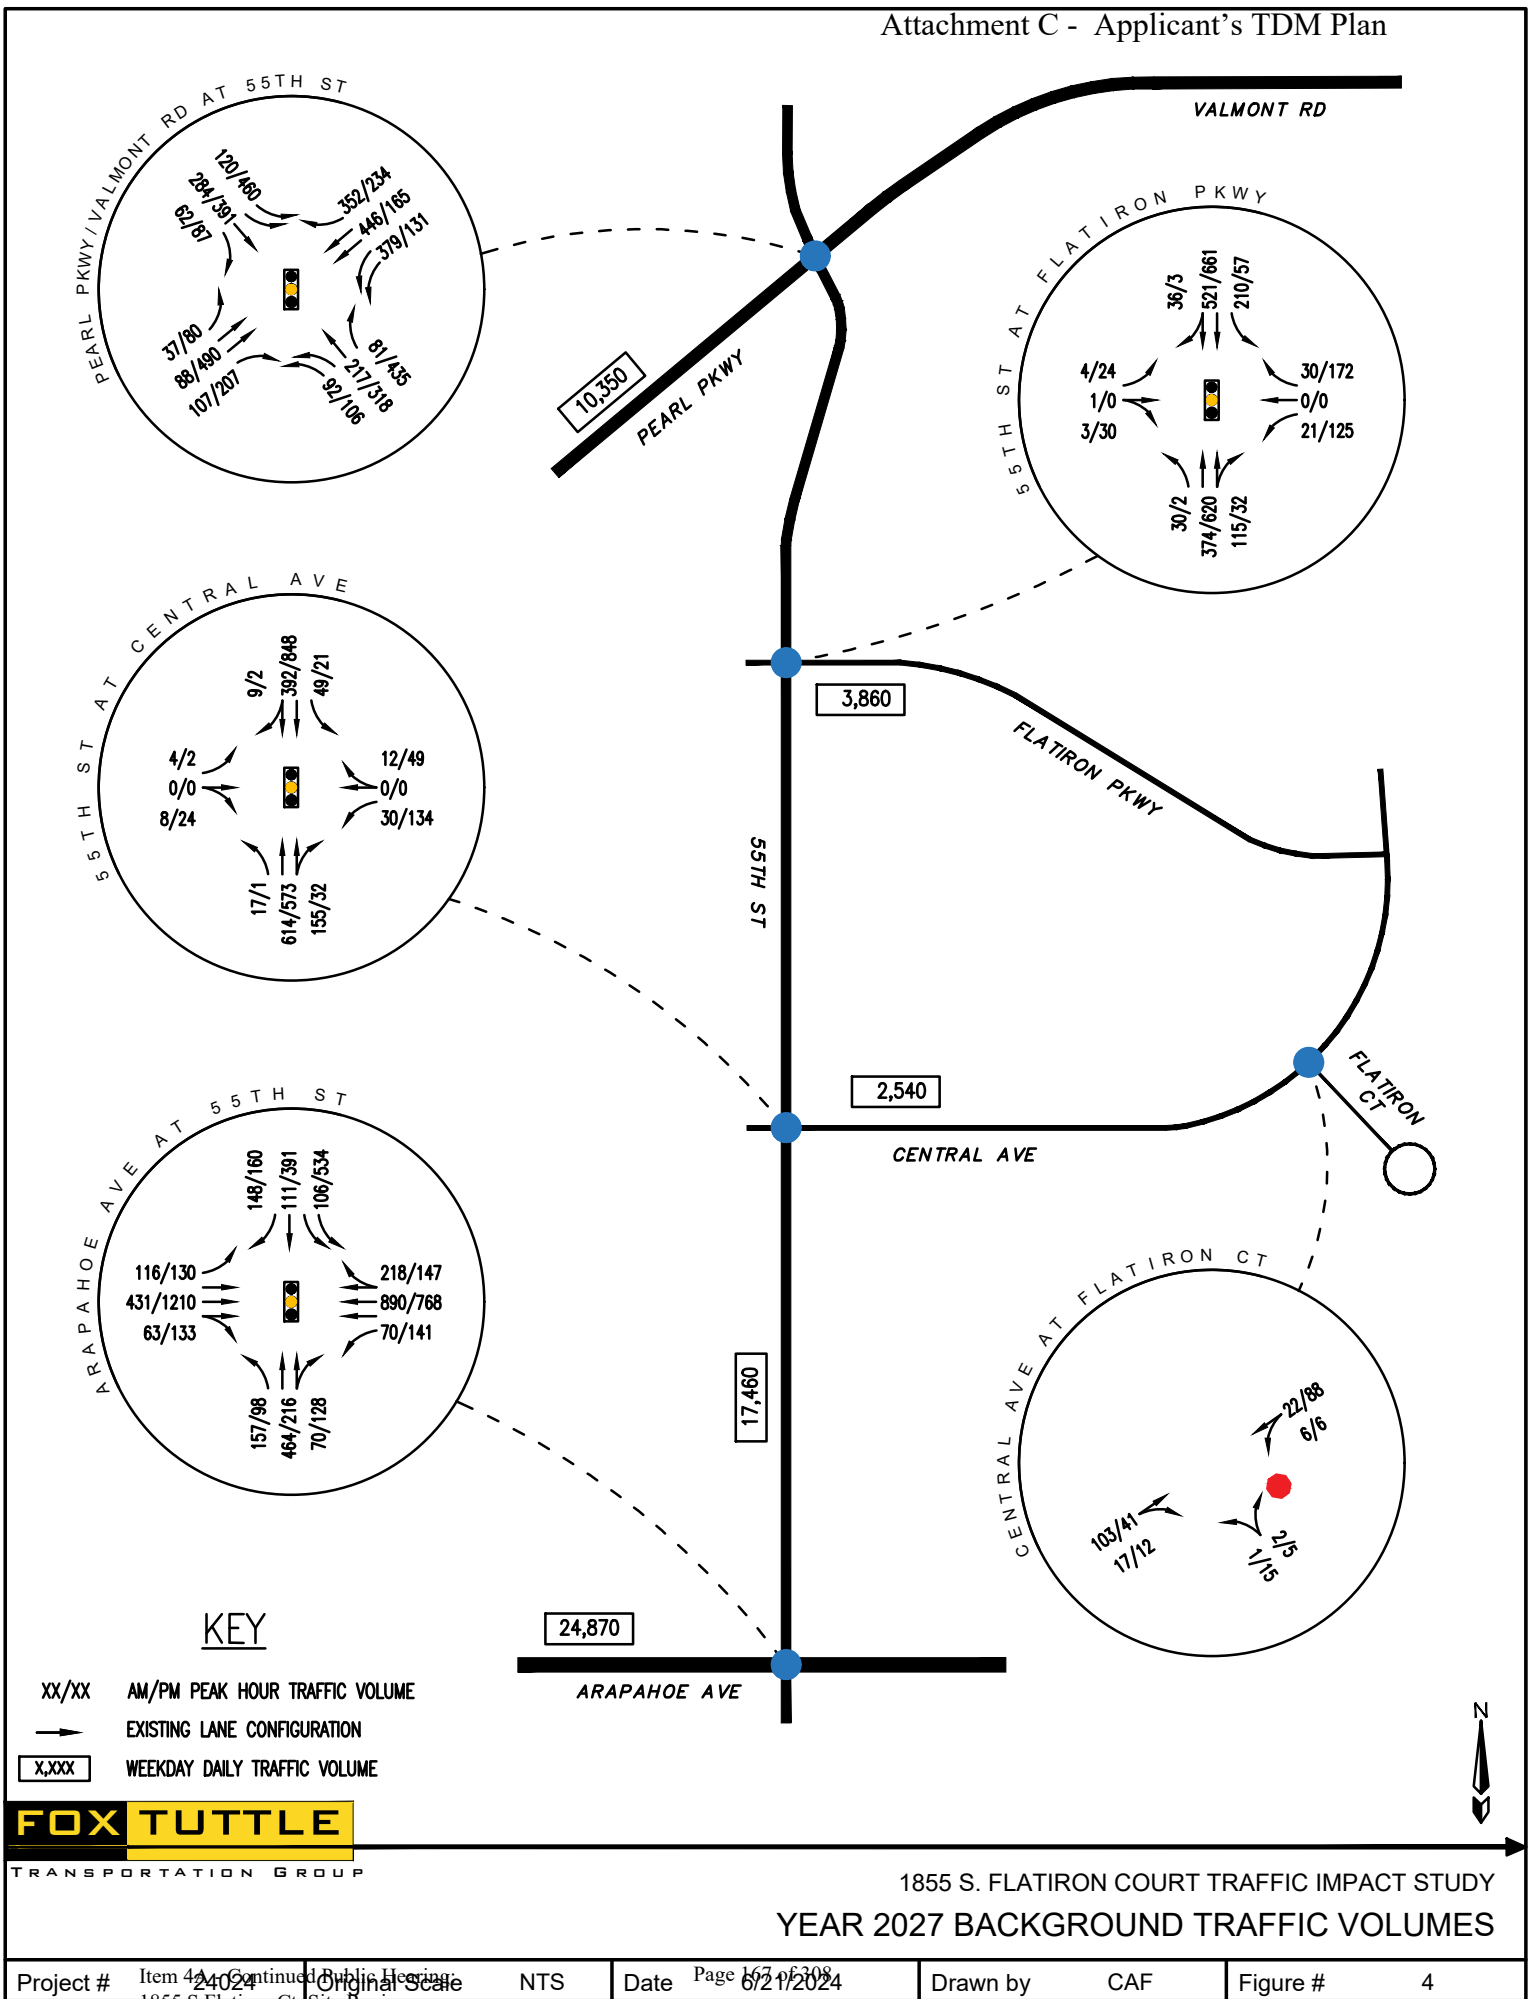 Attachment C - Applicant's TDM Plan
PEARL PKWY/VALMONT RD AT 55TH ST
120/460
284/391
62/87
352/234
446/165
379/131
37/80
88/490
107/207
81/435
217/318
92/106
VALMONT RD
10,350
PEARL PKWY
55TH ST AT FLATIRON PKWY
36/3
521/661
210/57
4/24
1/0
3/30
30/172
0/0
21/125
30/2
374/620
115/32
55TH ST AT CENTRAL AVE
9/2
392/848
49/21
4/2
0/0
8/24
12/49
0/0
30/134
17/1
614/573
155/32
3,860
FLATIRON PKWY
55TH ST
2,540
CENTRAL AVE
FLATIRON
CT
ARAPAHOE AVE AT 55TH ST
148/160
111/391
106/534
116/130
431/1210
63/133
218/147
890/768
70/141
157/98
464/216
70/128
17,460
CENTRAL AVE AT FLATIRON CT
22/88
6/6
103/41
17/12
2/5
1/15
24,870
ARAPAHOE AVE
KEY
XX/XX AM/PM PEAK HOUR TRAFFIC VOLUME
EXISTING LANE CONFIGURATION
X,XXX WEEKDAY DAILY TRAFFIC VOLUME
N
FOX TUTTLE
TRANSPORTATION GROUP
1855 S. FLATIRON COURT TRAFFIC IMPACT STUDY
YEAR 2027 BACKGROUND TRAFFIC VOLUMES
Project # 24024 Original Scale NTS Date 6/21/2024 Drawn by CAF Figure # 4
Item 4A - Continued Public Hearing: Page 167 of 308